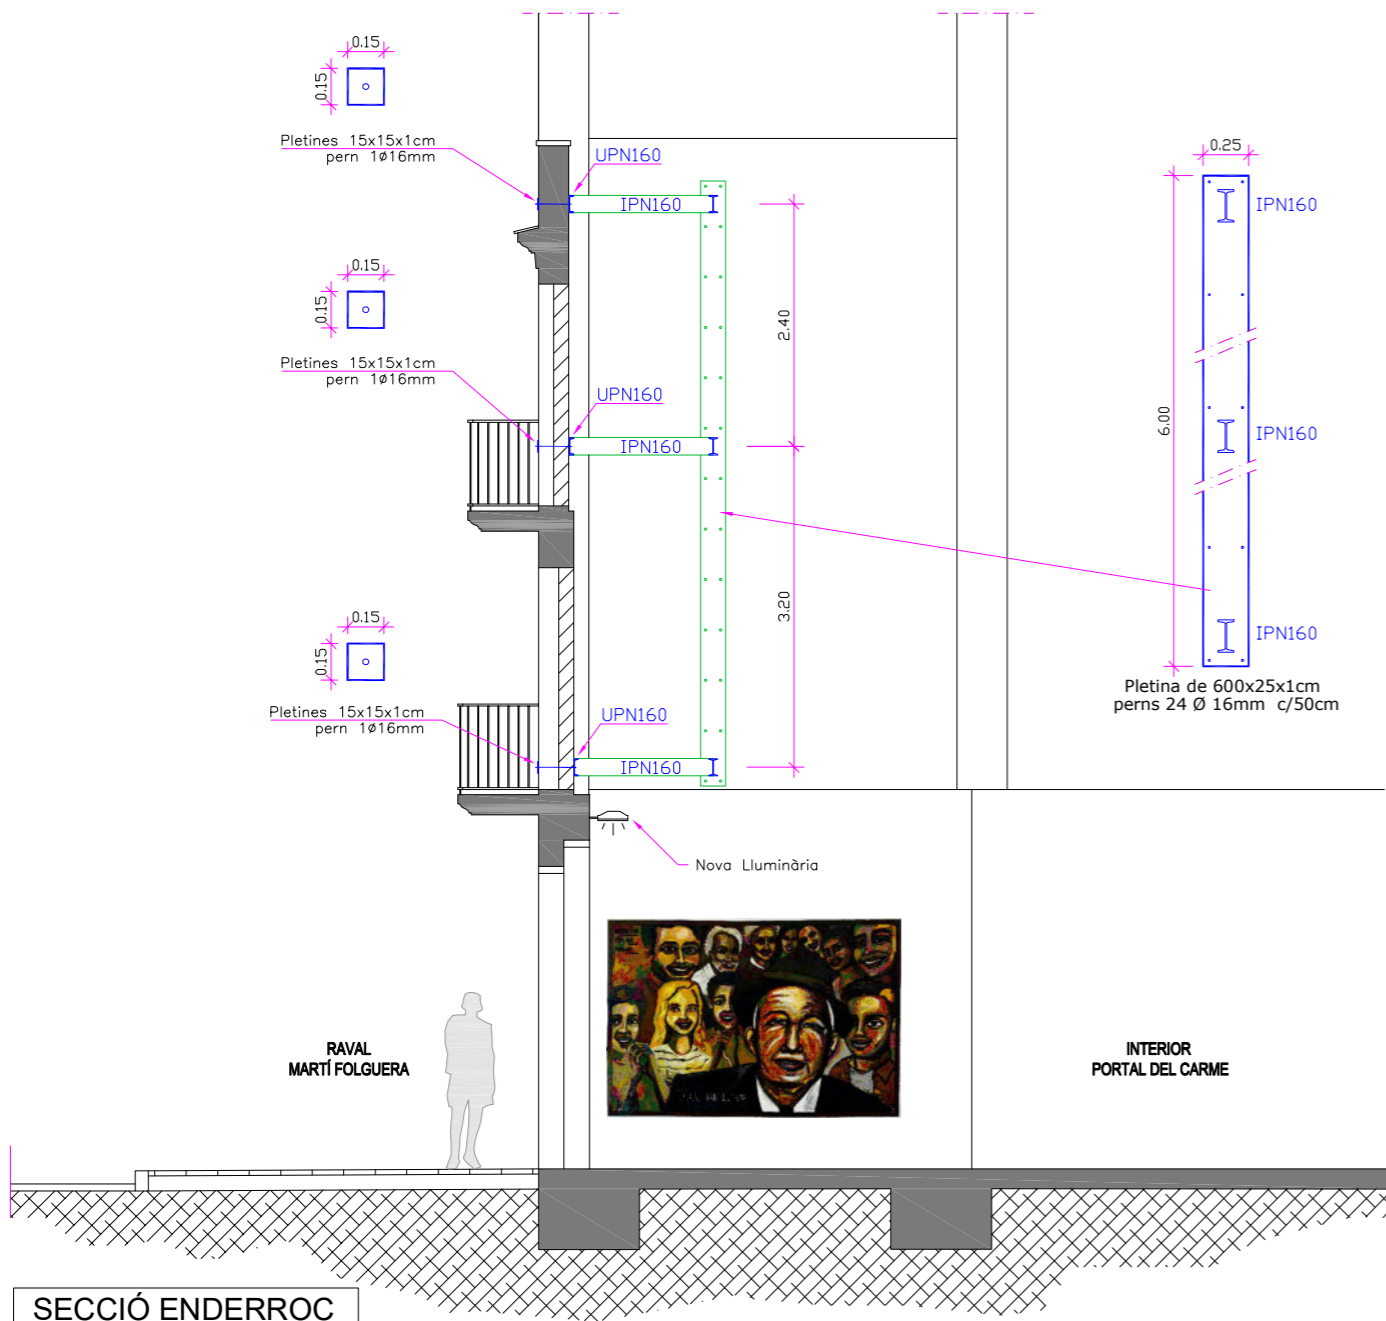 0.15
0.15
Pletines 15x15x1cm
pern 1ø16mm
UPN160
IPN160
0.25
IPN160
0.15
0.15
2.40
Pletines 15x15x1cm
pern 1ø16mm
UPN160
IPN160
6.00
IPN160
0.15
0.15
3.20
Pletines 15x15x1cm
pern 1ø16mm
UPN160
IPN160
IPN160
Pletina de 600x25x1cm
perns 24 Ø 16mm c/50cm
Nova Lluminària
RAVAL
MARTÍ FOLGUERA
INTERIOR
PORTAL DEL CARME
SECCIÓ ENDERROC